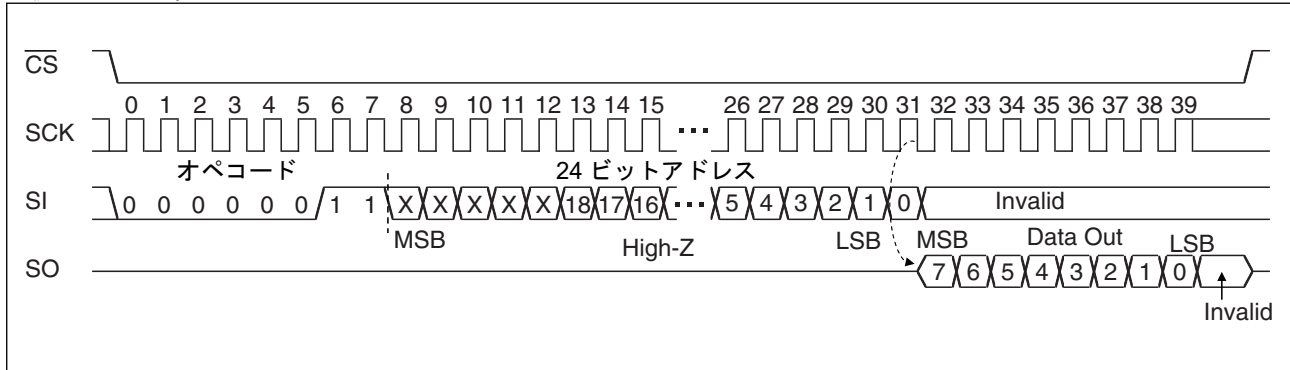 CS
0 1 2 3 4 5 6 7 8 9 10 11 12 13 14 15 26 27 28 29 30 31 32 33 34 35 36 37 38 39
SCK ...
オペコード 24 ビットアドレス
SI 0 0 0 0 0 0 1 1 X X X X X 18 17 16 ... 5 4 3 2 1 0 Invalid
MSB High-Z LSB MSB Data Out LSB
SO 7 6 5 4 3 2 1 0
Invalid